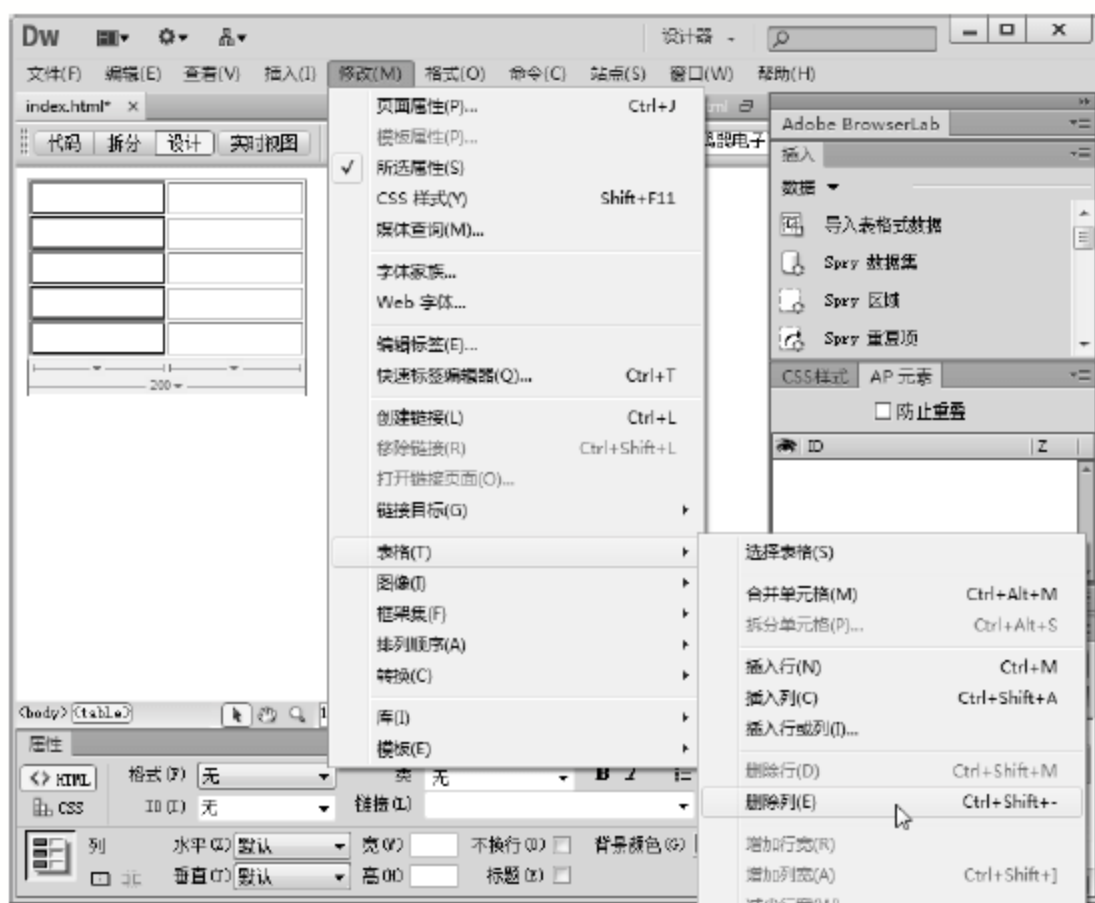 Dw
设计器
文件(F) 编辑(E) 查看(V) 插入(I) 修改(M) 格式(O) 命令(C) 站点(S) 窗口(W) 帮助(H)
index.html* ×
代码 拆分 设计 实时视图
200
页面属性(P)... Ctrl+J
模板属性(P)...
✓ 所选属性(S)
CSS 样式(Y) Shift+F11
媒体查询(M)...
字体家族...
Web 字体...
编辑标签(E)...
快速标签编辑器(Q)... Ctrl+T
创建链接(L) Ctrl+L
移除链接(R) Ctrl+Shift+L
打开链接页面(O)...
链接目标(G)
表格(T)
图像(I)
框架集(F)
排列顺序(A)
转换(C)
库(I)
模板(E)
电子
Adobe BrowserLab
插入
数据
导入表格式数据
Spry 数据集
Spry 区域
Spry 重复项
CSS样式 AP 元素
防止重叠
ID Z
选择表格(S)
合并单元格(M) Ctrl+Alt+M
拆分单元格(P)... Ctrl+Alt+S
插入行(N) Ctrl+M
插入列(C) Ctrl+Shift+A
插入行或列(I)...
删除行(D) Ctrl+Shift+M
删除列(E) Ctrl+Shift+-
增加行宽(R)
增加列宽(A) Ctrl+Shift+]
<body> <table>
属性
<> HTML 格式(F) 无 类 无 B I
CSS ID(I) 无 链接(L)
列 水平(Z) 默认 宽(W) 不换行(O) 背景颜色(G)
垂直(T) 默认 高(H) 标题(E)